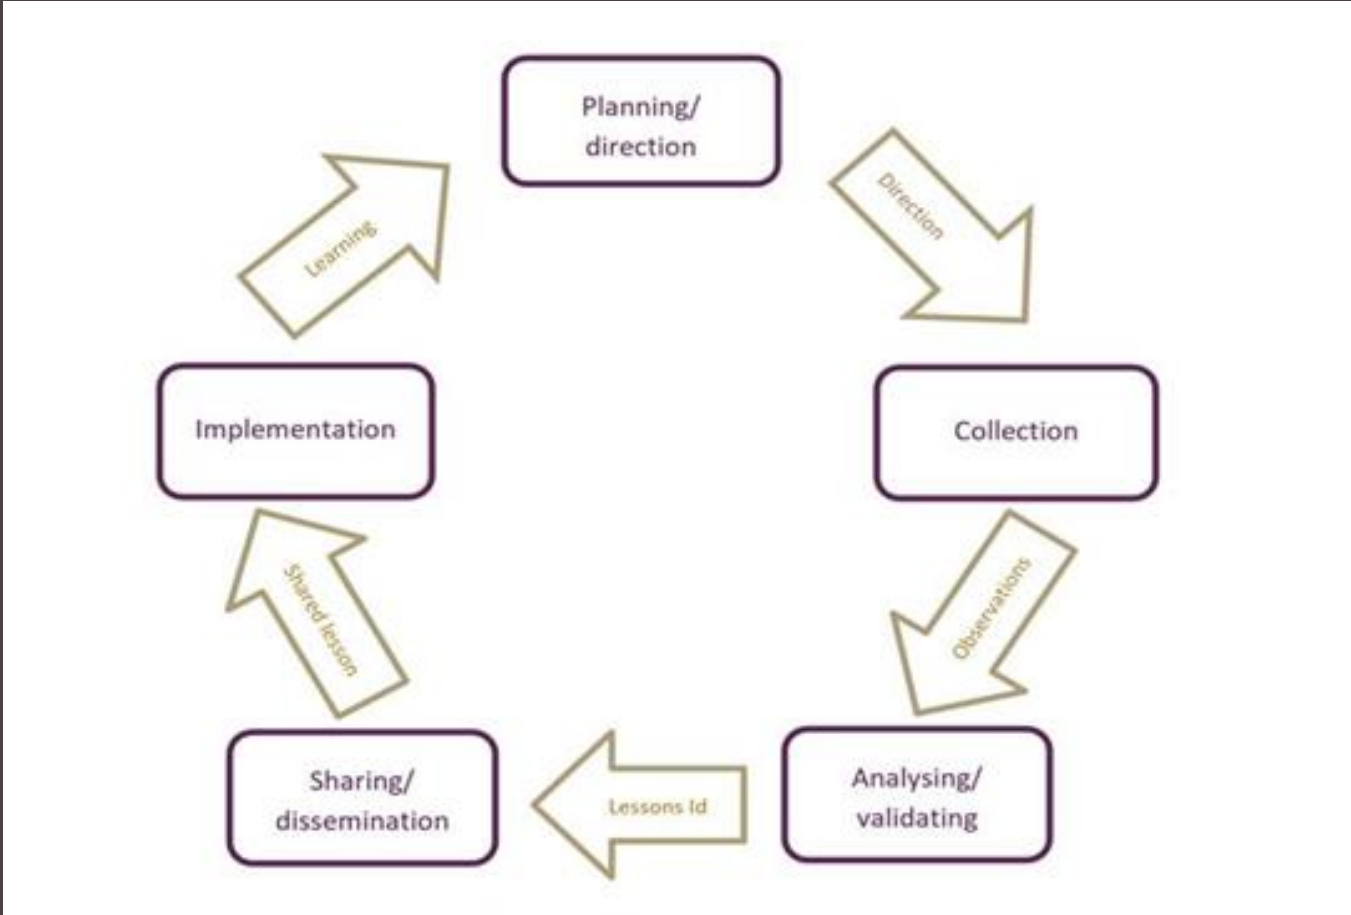 Planning/
direction
Direction
Collection
Observations
Analysing/
validating
Lessons Id
Sharing/
dissemination
Shared lesson
Implementation
Learning